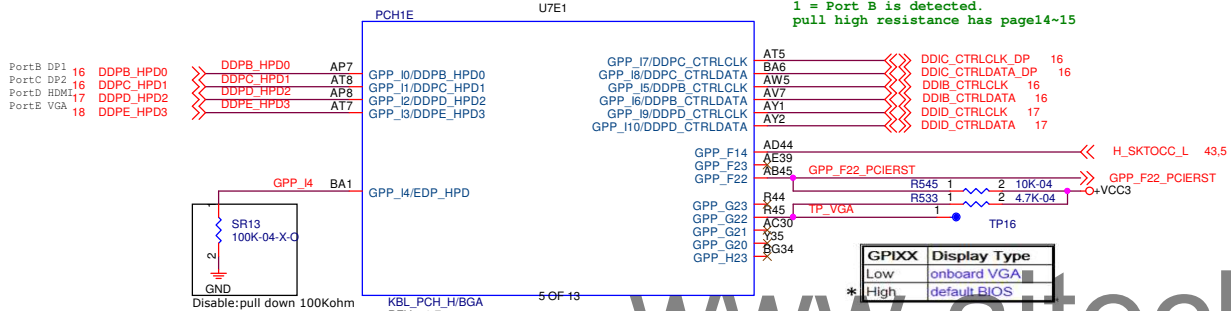 U7E1
1 = Port B is detected.
pull high resistance has page14~15
PCH1E
PortB DP1 16 DDPB_HPD0 DDPB_HPD0 AP7 GPP_I0/DDPB_HPD0
PortC DP2 16 DDPC_HPD1 DDPC_HPD1 AT8 GPP_I1/DDPC_HPD1
PortD HDMI 17 DDPD_HPD2 DDPD_HPD2 AP8 GPP_I2/DDPD_HPD2
PortE VGA 18 DDPE_HPD3 DDPE_HPD3 AT7 GPP_I3/DDPE_HPD3
GPP_I7/DDPC_CTRLCLK AT5 DDIC_CTRLCLK_DP 16
GPP_I8/DDPC_CTRLDATA BA6 DDIC_CTRLDATA_DP 16
GPP_I5/DDPB_CTRLCLK AW5 DDIB_CTRLCLK 16
GPP_I6/DDPB_CTRLDATA AV7 DDIB_CTRLDATA 16
GPP_I9/DDPD_CTRLCLK AY1 DDID_CTRLCLK 17
GPP_I10/DDPD_CTRLDATA AY2 DDID_CTRLDATA 17
GPP_F14 AD44 H_SKTOCC_L 43,5
GPP_F23 AE39
GPP_F22 AB45 GPP_F22_PCIERST GPP_F22_PCIERST
GPP_I4 BA1 GPP_I4/EDP_HPD
R545 1 2 10K-04 +VCC3
R533 1 2 4.7K-04
GPP_G23 R44
GPP_G22 R45 TP_VGA 1 TP16
GPP_G21 AC30
GPP_G20 Y35
GPP_H23 BG34
1
SR13
100K-04-X-O
2
GND
Disable:pull down 100Kohm
GPIXX Display Type
Low onboard VGA
* High default BIOS
KBL_PCH_H/BGA
5 OF 13